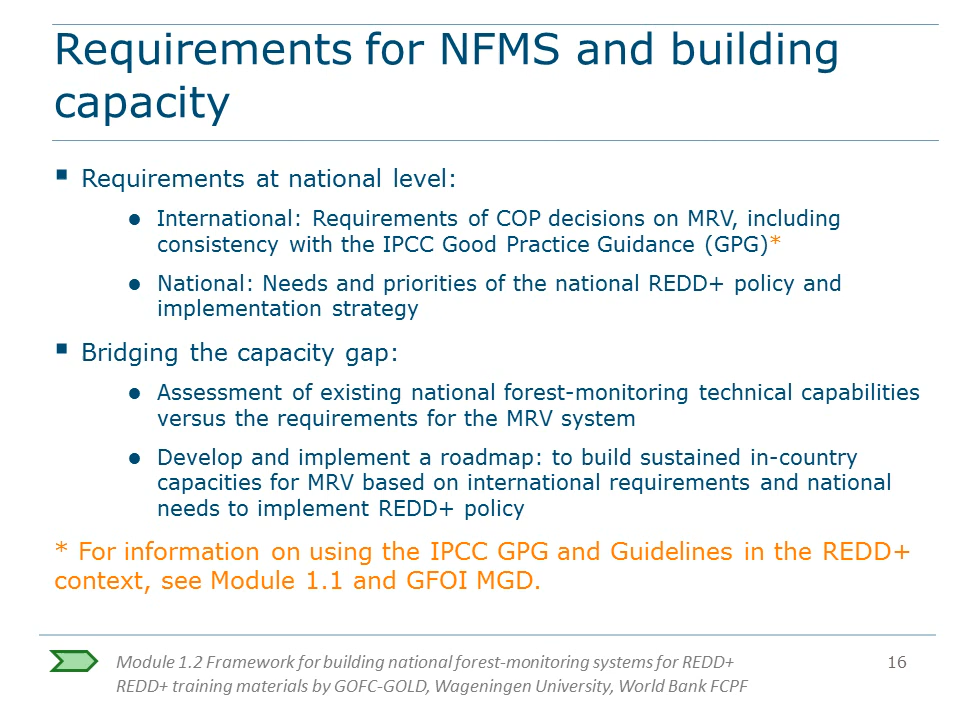 Requirements for NFMS and building
capacity
▪ Requirements at national level:
● International: Requirements of COP decisions on MRV, including
consistency with the IPCC Good Practice Guidance (GPG)*
● National: Needs and priorities of the national REDD+ policy and
implementation strategy
▪ Bridging the capacity gap:
● Assessment of existing national forest-monitoring technical capabilities
versus the requirements for the MRV system
● Develop and implement a roadmap: to build sustained in-country
capacities for MRV based on international requirements and national
needs to implement REDD+ policy
* For information on using the IPCC GPG and Guidelines in the REDD+
context, see Module 1.1 and GFOI MGD.
Module 1.2 Framework for building national forest-monitoring systems for REDD+
REDD+ training materials by GOFC-GOLD, Wageningen University, World Bank FCPF
16